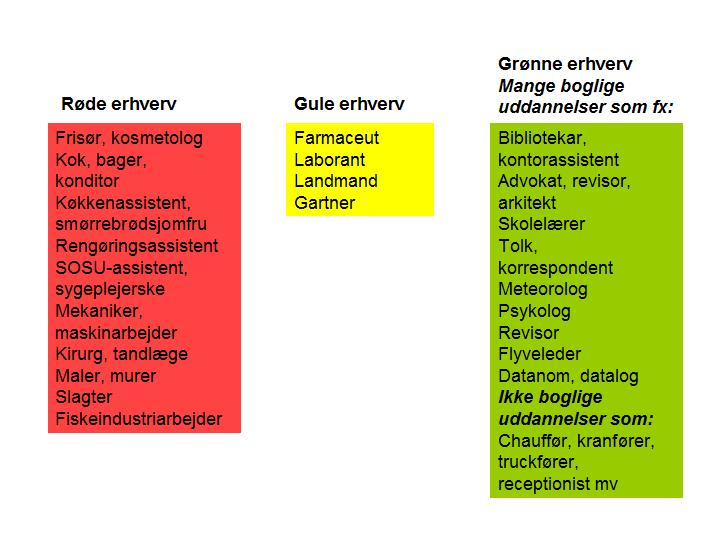 Røde erhverv
Frisør, kosmetolog
Kok, bager,
konditor
Køkkenassistent,
smørrebrødsjomfru
Rengøringsassistent
SOSU-assistent,
sygeplejerske
Mekaniker,
maskinarbejder
Kirurg, tandlæge
Maler, murer
Slagter
Fiskeindustriarbejder
Gule erhverv
Farmaceut
Laborant
Landmand
Gartner
Grønne erhverv
Mange boglige
uddannelser som fx:
Bibliotekar,
kontorassistent
Advokat, revisor,
arkitekt
Skolelærer
Tolk,
korrespondent
Meteorolog
Psykolog
Revisor
Flyveleder
Datanom, datalog
Ikke boglige
uddannelser som:
Chauffør, kranfører,
truckfører,
receptionist mv